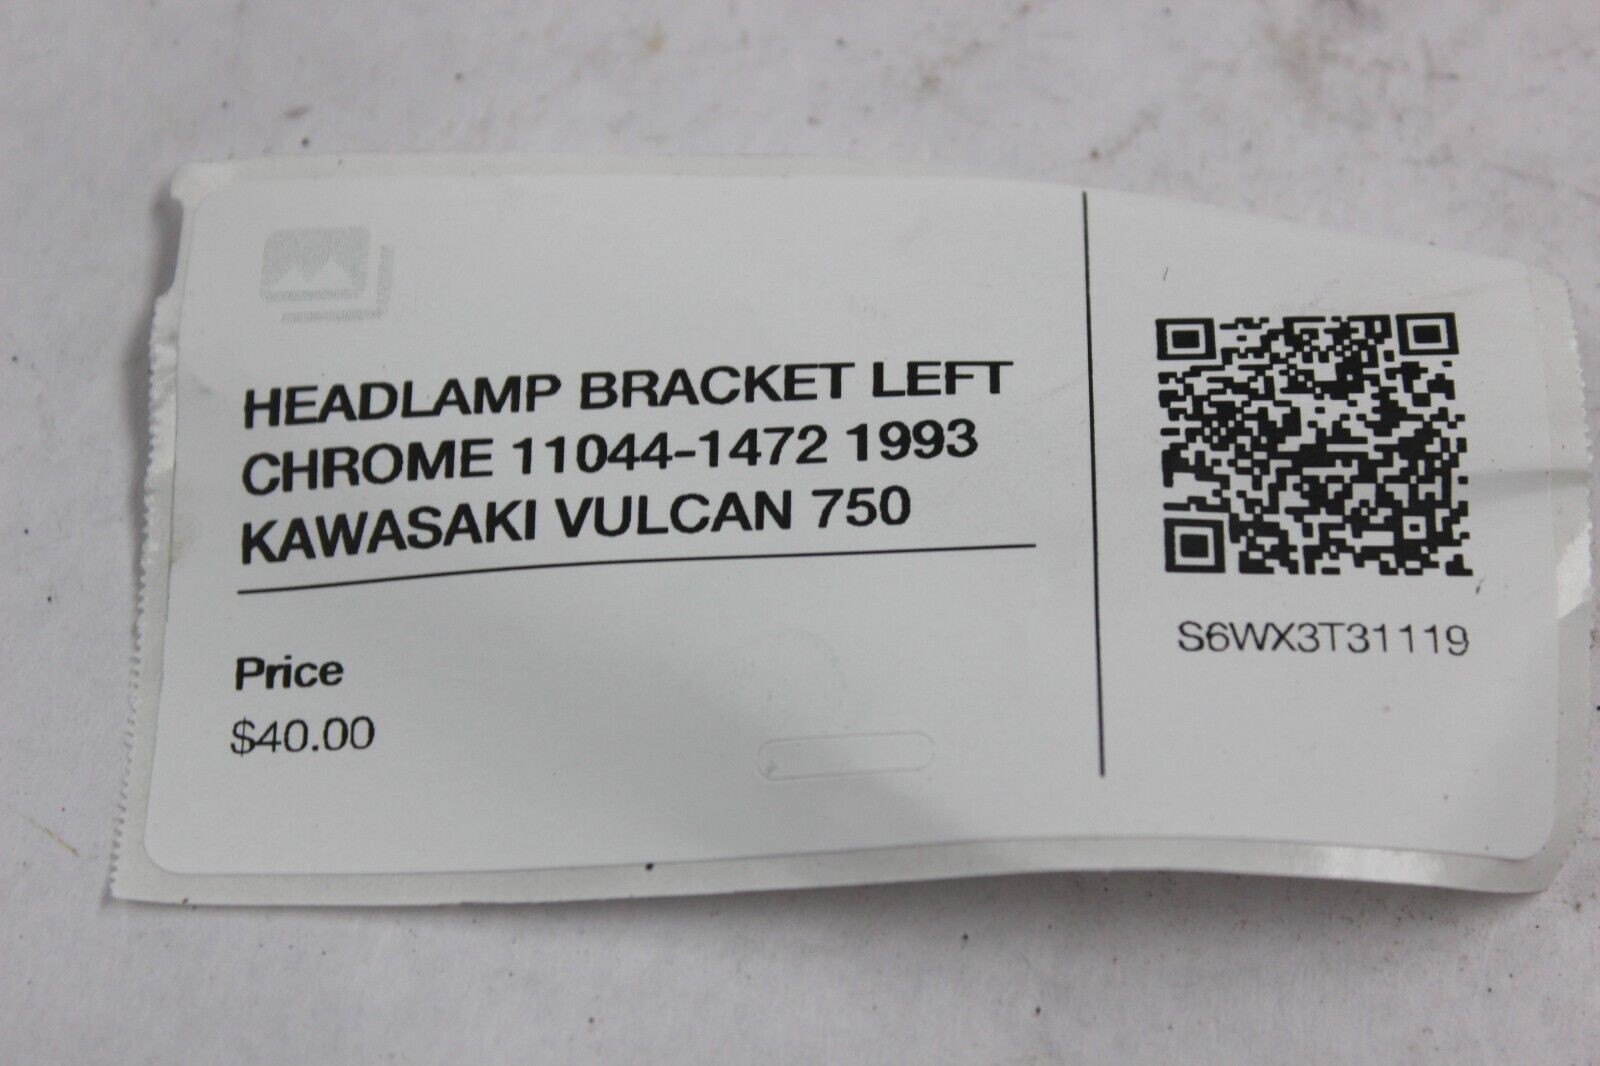 HEADLAMP BRACKET LEFT
CHROME 11044-1472 1993
KAWASAKI VULCAN 750
Price
$40.00
S6WX3T31119